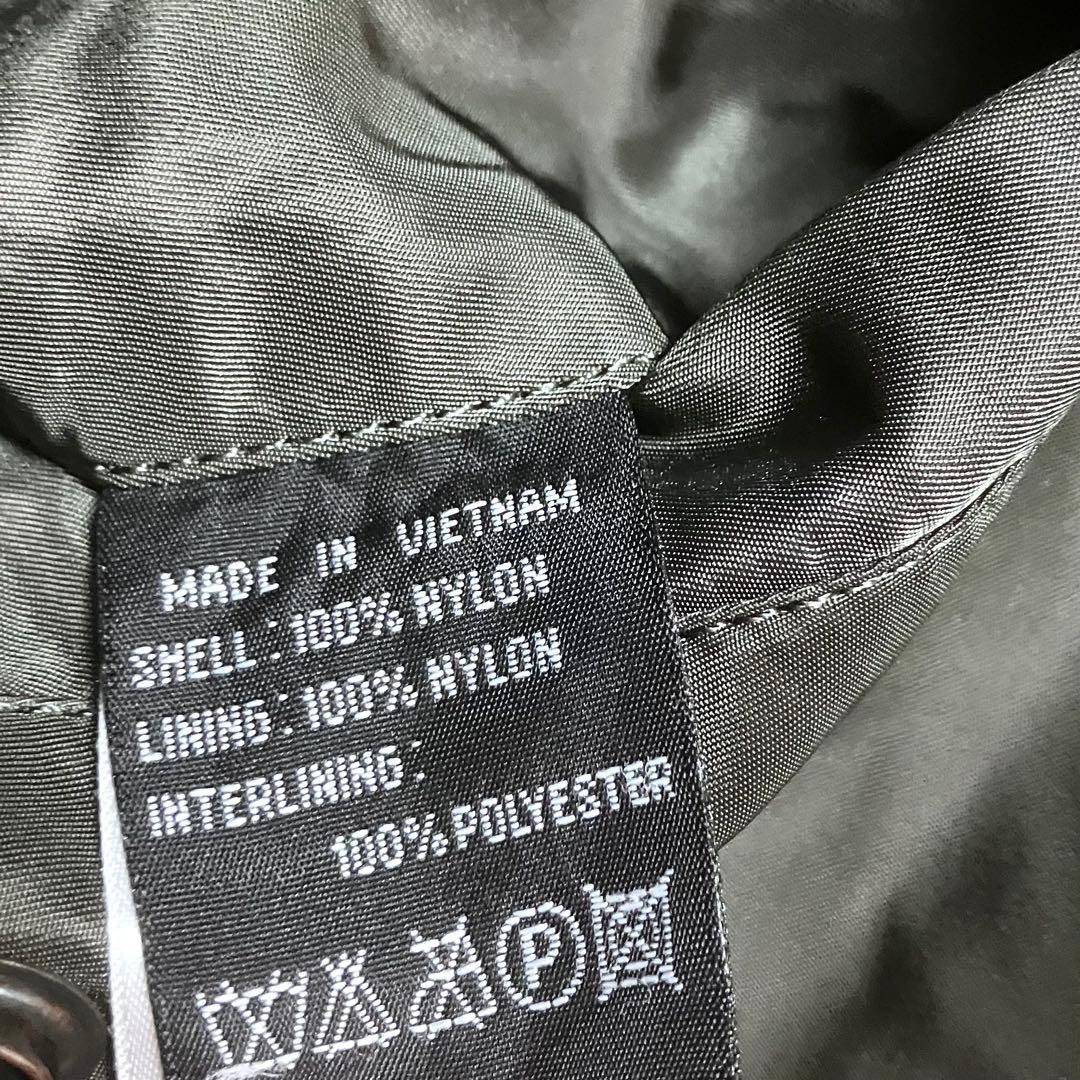 MADE IN VIETNAM
SHELL : 100% NYLON
LINING : 100% NYLON
INTERLINING :
100% POLYESTER
P